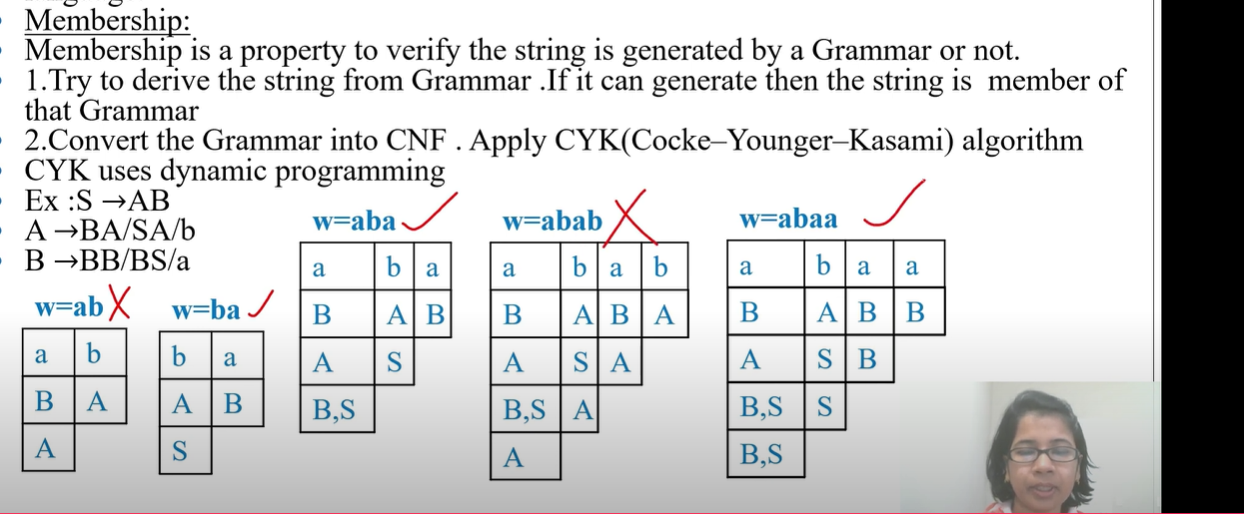 Membership:
Membership is a property to verify the string is generated by a Grammar or not.
1.Try to derive the string from Grammar .If it can generate then the string is member of
that Grammar
2.Convert the Grammar into CNF . Apply CYK(Cocke–Younger–Kasami) algorithm
CYK uses dynamic programming
Ex :S →AB
A →BA/SA/b
B →BB/BS/a
w=ab
a b
B A
A
w=ba
b a
A B
S
w=aba
a b a
B A B
A S
B,S
w=abab
a b a b
B A B A
A S A
B,S A
A
w=abaa
a b a a
B A B B
A S B
B,S S
B,S